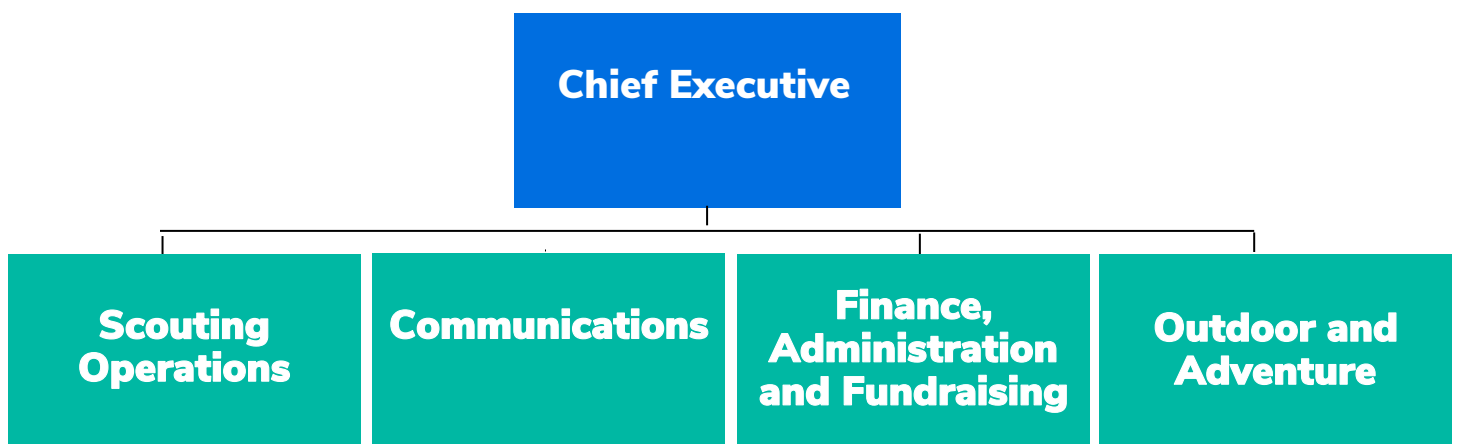 Chief Executive
Scouting
Operations
Communications
Finance,
Administration
and Fundraising
Outdoor and
Adventure